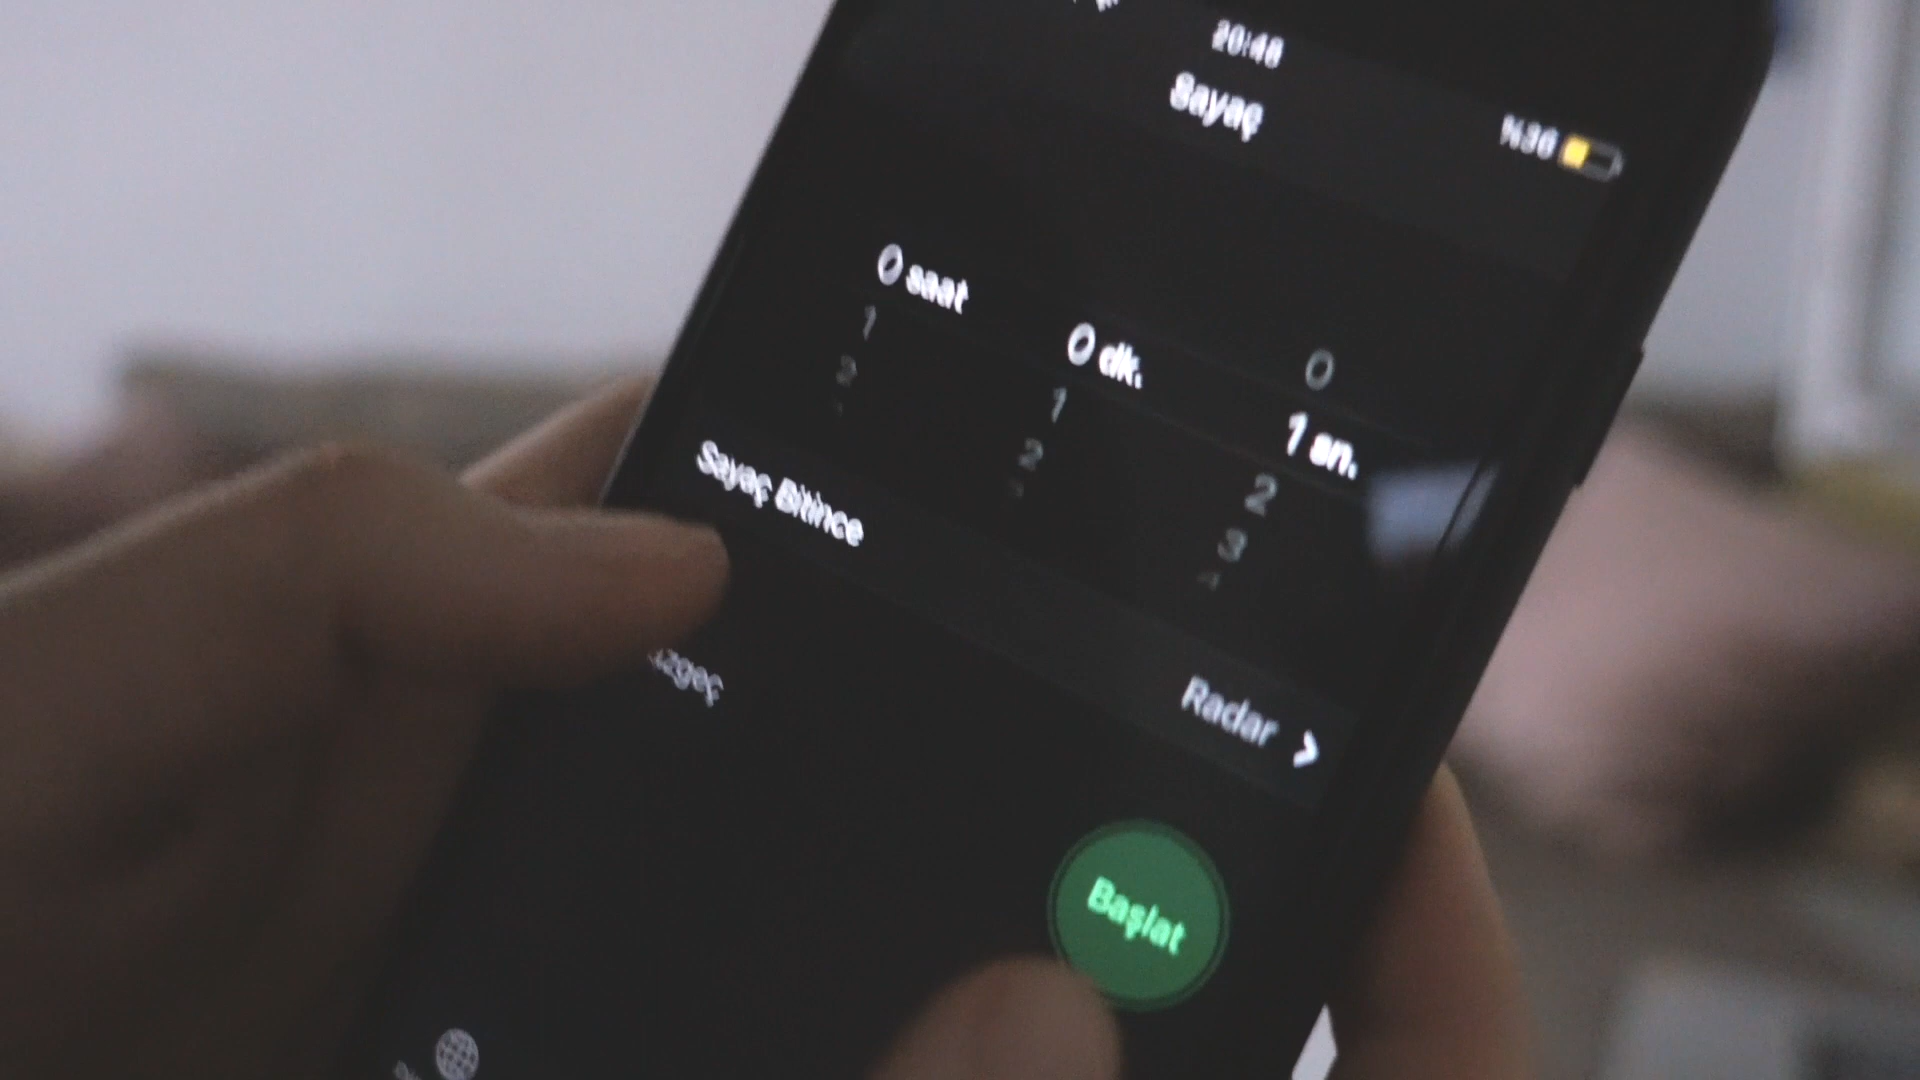 20:48
Sayaç
%36
0 saat
0 dk.
0
1 sn.
1
2
1
2
2
3
4
Sayaç Bitince
Radar
Başlat